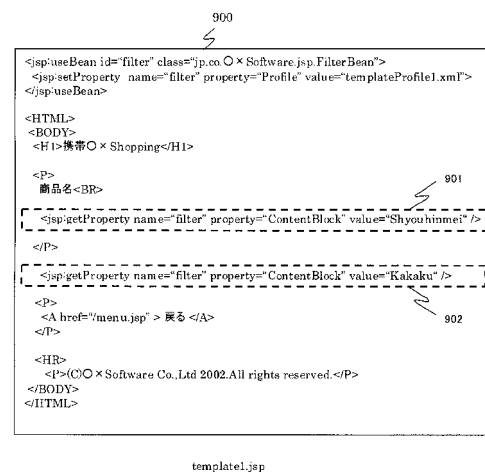 900
<jsp:useBean id="filter" class="jp.co.○×Software.jsp.FilterBean">
<jsp:setProperty name="filter" property="Profile" value="templateProfile1.xml">
</jsp:useBean>
<HTML>
<BODY>
<H1>携帯○×Shopping</H1>
<P>
商品名<BR>
901
<jsp:getProperty name="filter" property="ContentBlock" value="Shyouhinmei" />
</P>
<jsp:getProperty name="filter" property="ContentBlock" value="Kakaku" />
902
<P>
<A href="/menu.jsp" > 戻る </A>
</P>
<HR>
<P>(C)○×Software Co.,Ltd 2002.All rights reserved.</P>
</BODY>
</HTML>
template1.jsp